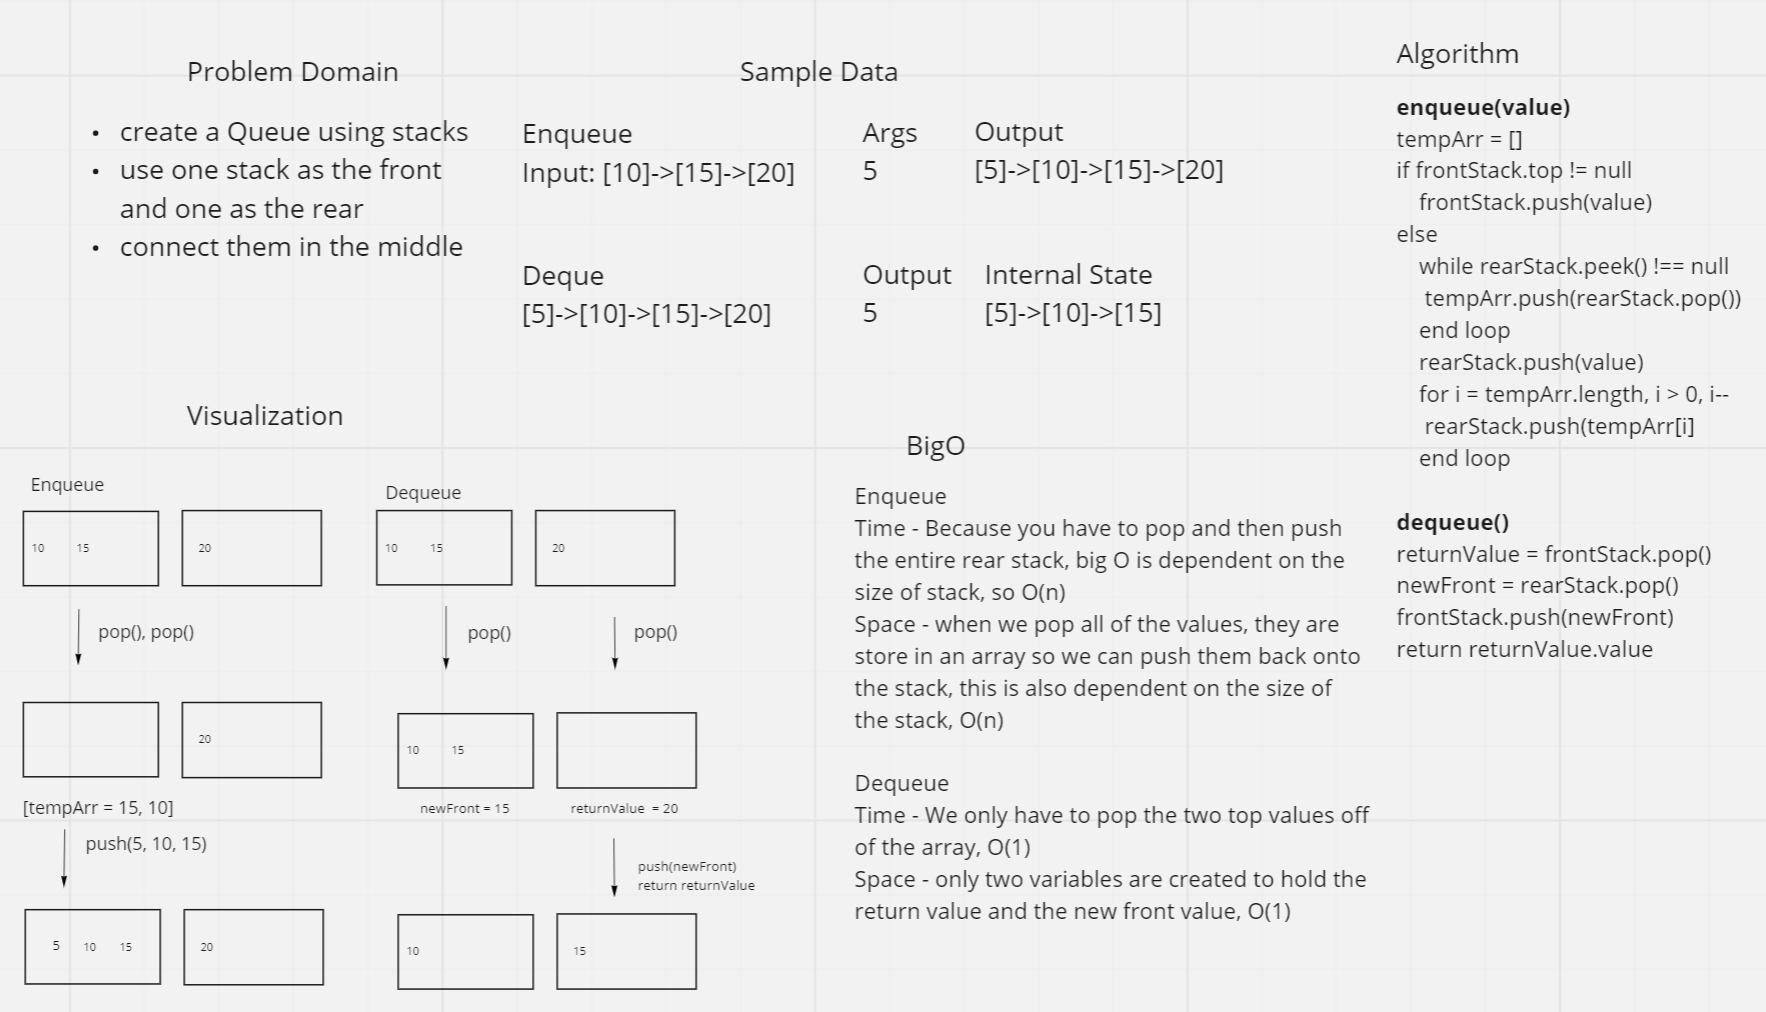 Problem Domain
• create a Queue using stacks
• use one stack as the front
and one as the rear
• connect them in the middle
Sample Data
Enqueue
Input: [10]->[15]->[20]
Args
5
Output
[5]->[10]->[15]->[20]
Deque
[5]->[10]->[15]->[20]
Output
5
Internal State
[5]->[10]->[15]
Algorithm
enqueue(value)
tempArr = []
if frontStack.top != null
frontStack.push(value)
else
while rearStack.peek() !== null
tempArr.push(rearStack.pop())
end loop
rearStack.push(value)
for i = tempArr.length, i > 0, i--
rearStack.push(tempArr[i]
end loop
dequeue()
returnValue = frontStack.pop()
newFront = rearStack.pop()
frontStack.push(newFront)
return returnValue.value
Visualization
Enqueue
10 15 20
pop(), pop()
20
[tempArr = 15, 10]
push(5, 10, 15)
5 10 15 20
Dequeue
10 15 20
pop() pop()
10 15
newFront = 15 returnValue = 20
push(newFront)
return returnValue
10 15
BigO
Enqueue
Time - Because you have to pop and then push
the entire rear stack, big O is dependent on the
size of stack, so O(n)
Space - when we pop all of the values, they are
store in an array so we can push them back onto
the stack, this is also dependent on the size of
the stack, O(n)
Dequeue
Time - We only have to pop the two top values off
of the array, O(1)
Space - only two variables are created to hold the
return value and the new front value, O(1)